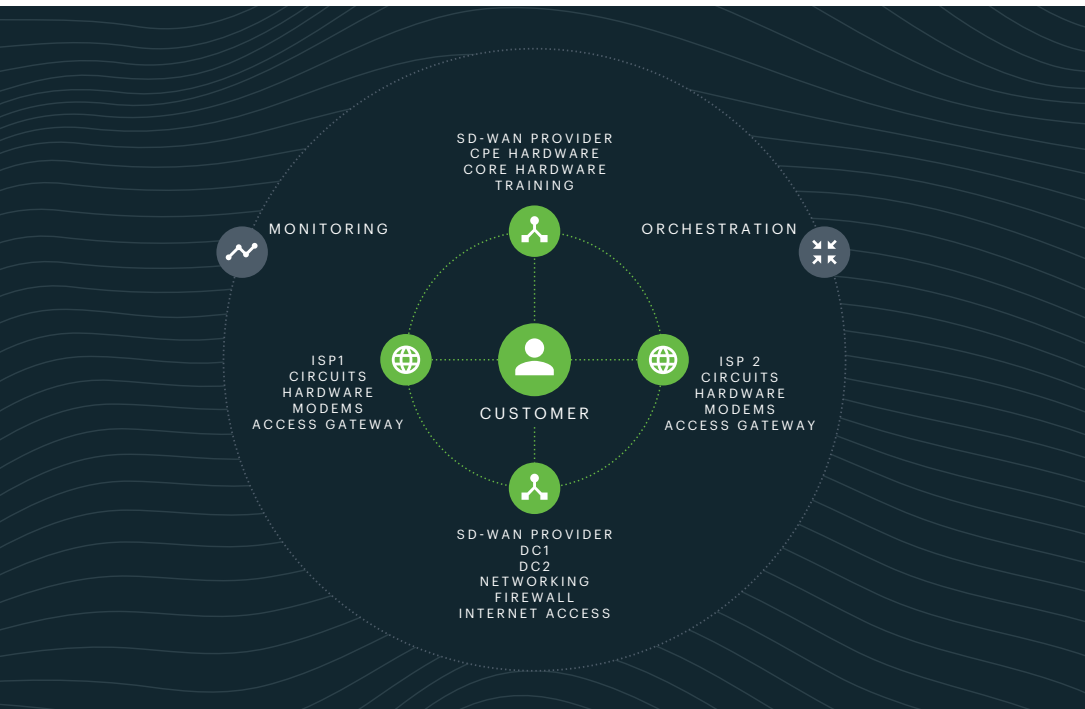 SD-WAN PROVIDER
CPE HARDWARE
CORE HARDWARE
TRAINING
MONITORING
ORCHESTRATION
ISP1
CIRCUITS
HARDWARE
MODEMS
ACCESS GATEWAY
CUSTOMER
ISP 2
CIRCUITS
HARDWARE
MODEMS
ACCESS GATEWAY
SD-WAN PROVIDER
DC1
DC2
NETWORKING
FIREWALL
INTERNET ACCESS